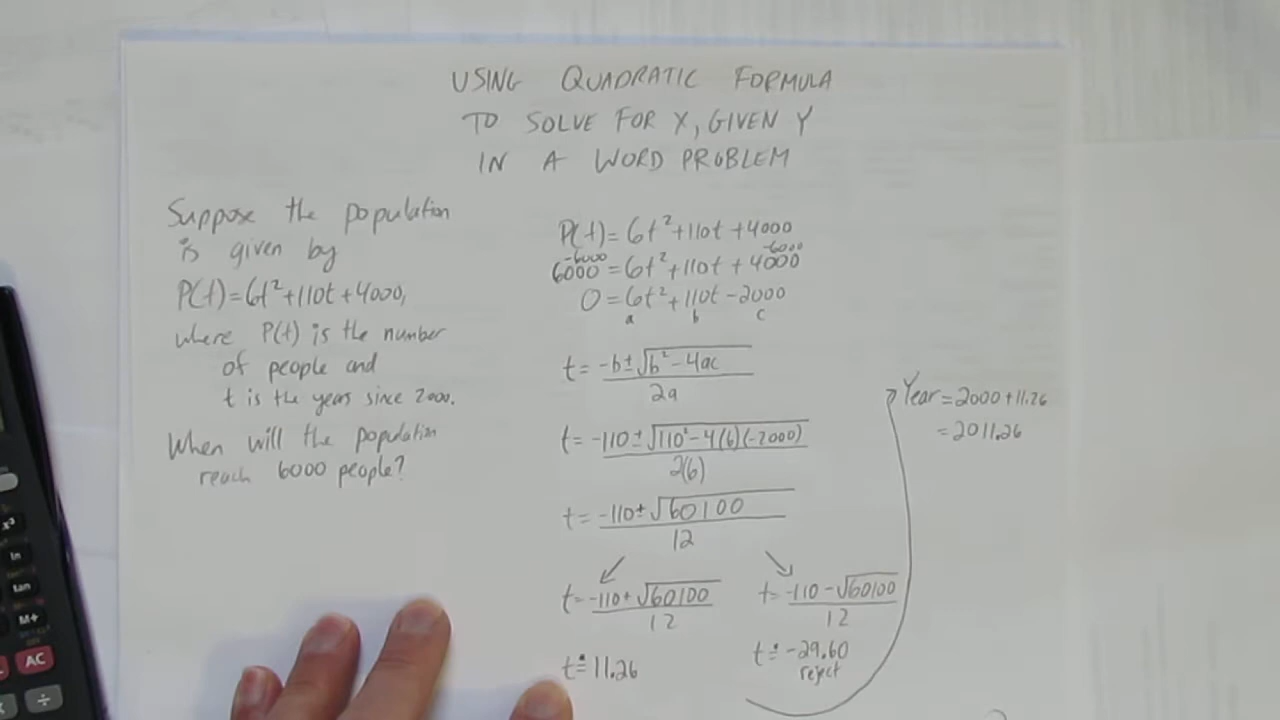 USING QUADRATIC FORMULA
TO SOLVE FOR X, GIVEN Y
IN A WORD PROBLEM
Suppose the population
is given by
P(t)=6t²+110t+4000,
where P(t) is the number
of people and
t is the years since 2000.
When will the population
reach 6000 people?
P(t)=6t²+110t+4000
-6000 -6000
6000=6t²+110t+4000
0=6t²+110t-2000
a b c
t= -b±√b²-4ac
2a
t= -110±√110²-4(6)(-2000)
2(6)
t= -110±√60100
12
t= -110+√60100
12
t≐11.26
t= -110-√60100
12
t≐-29.60
reject
Year=2000+11.26
=2011.26
x³
ln
tan
M+
AC
÷